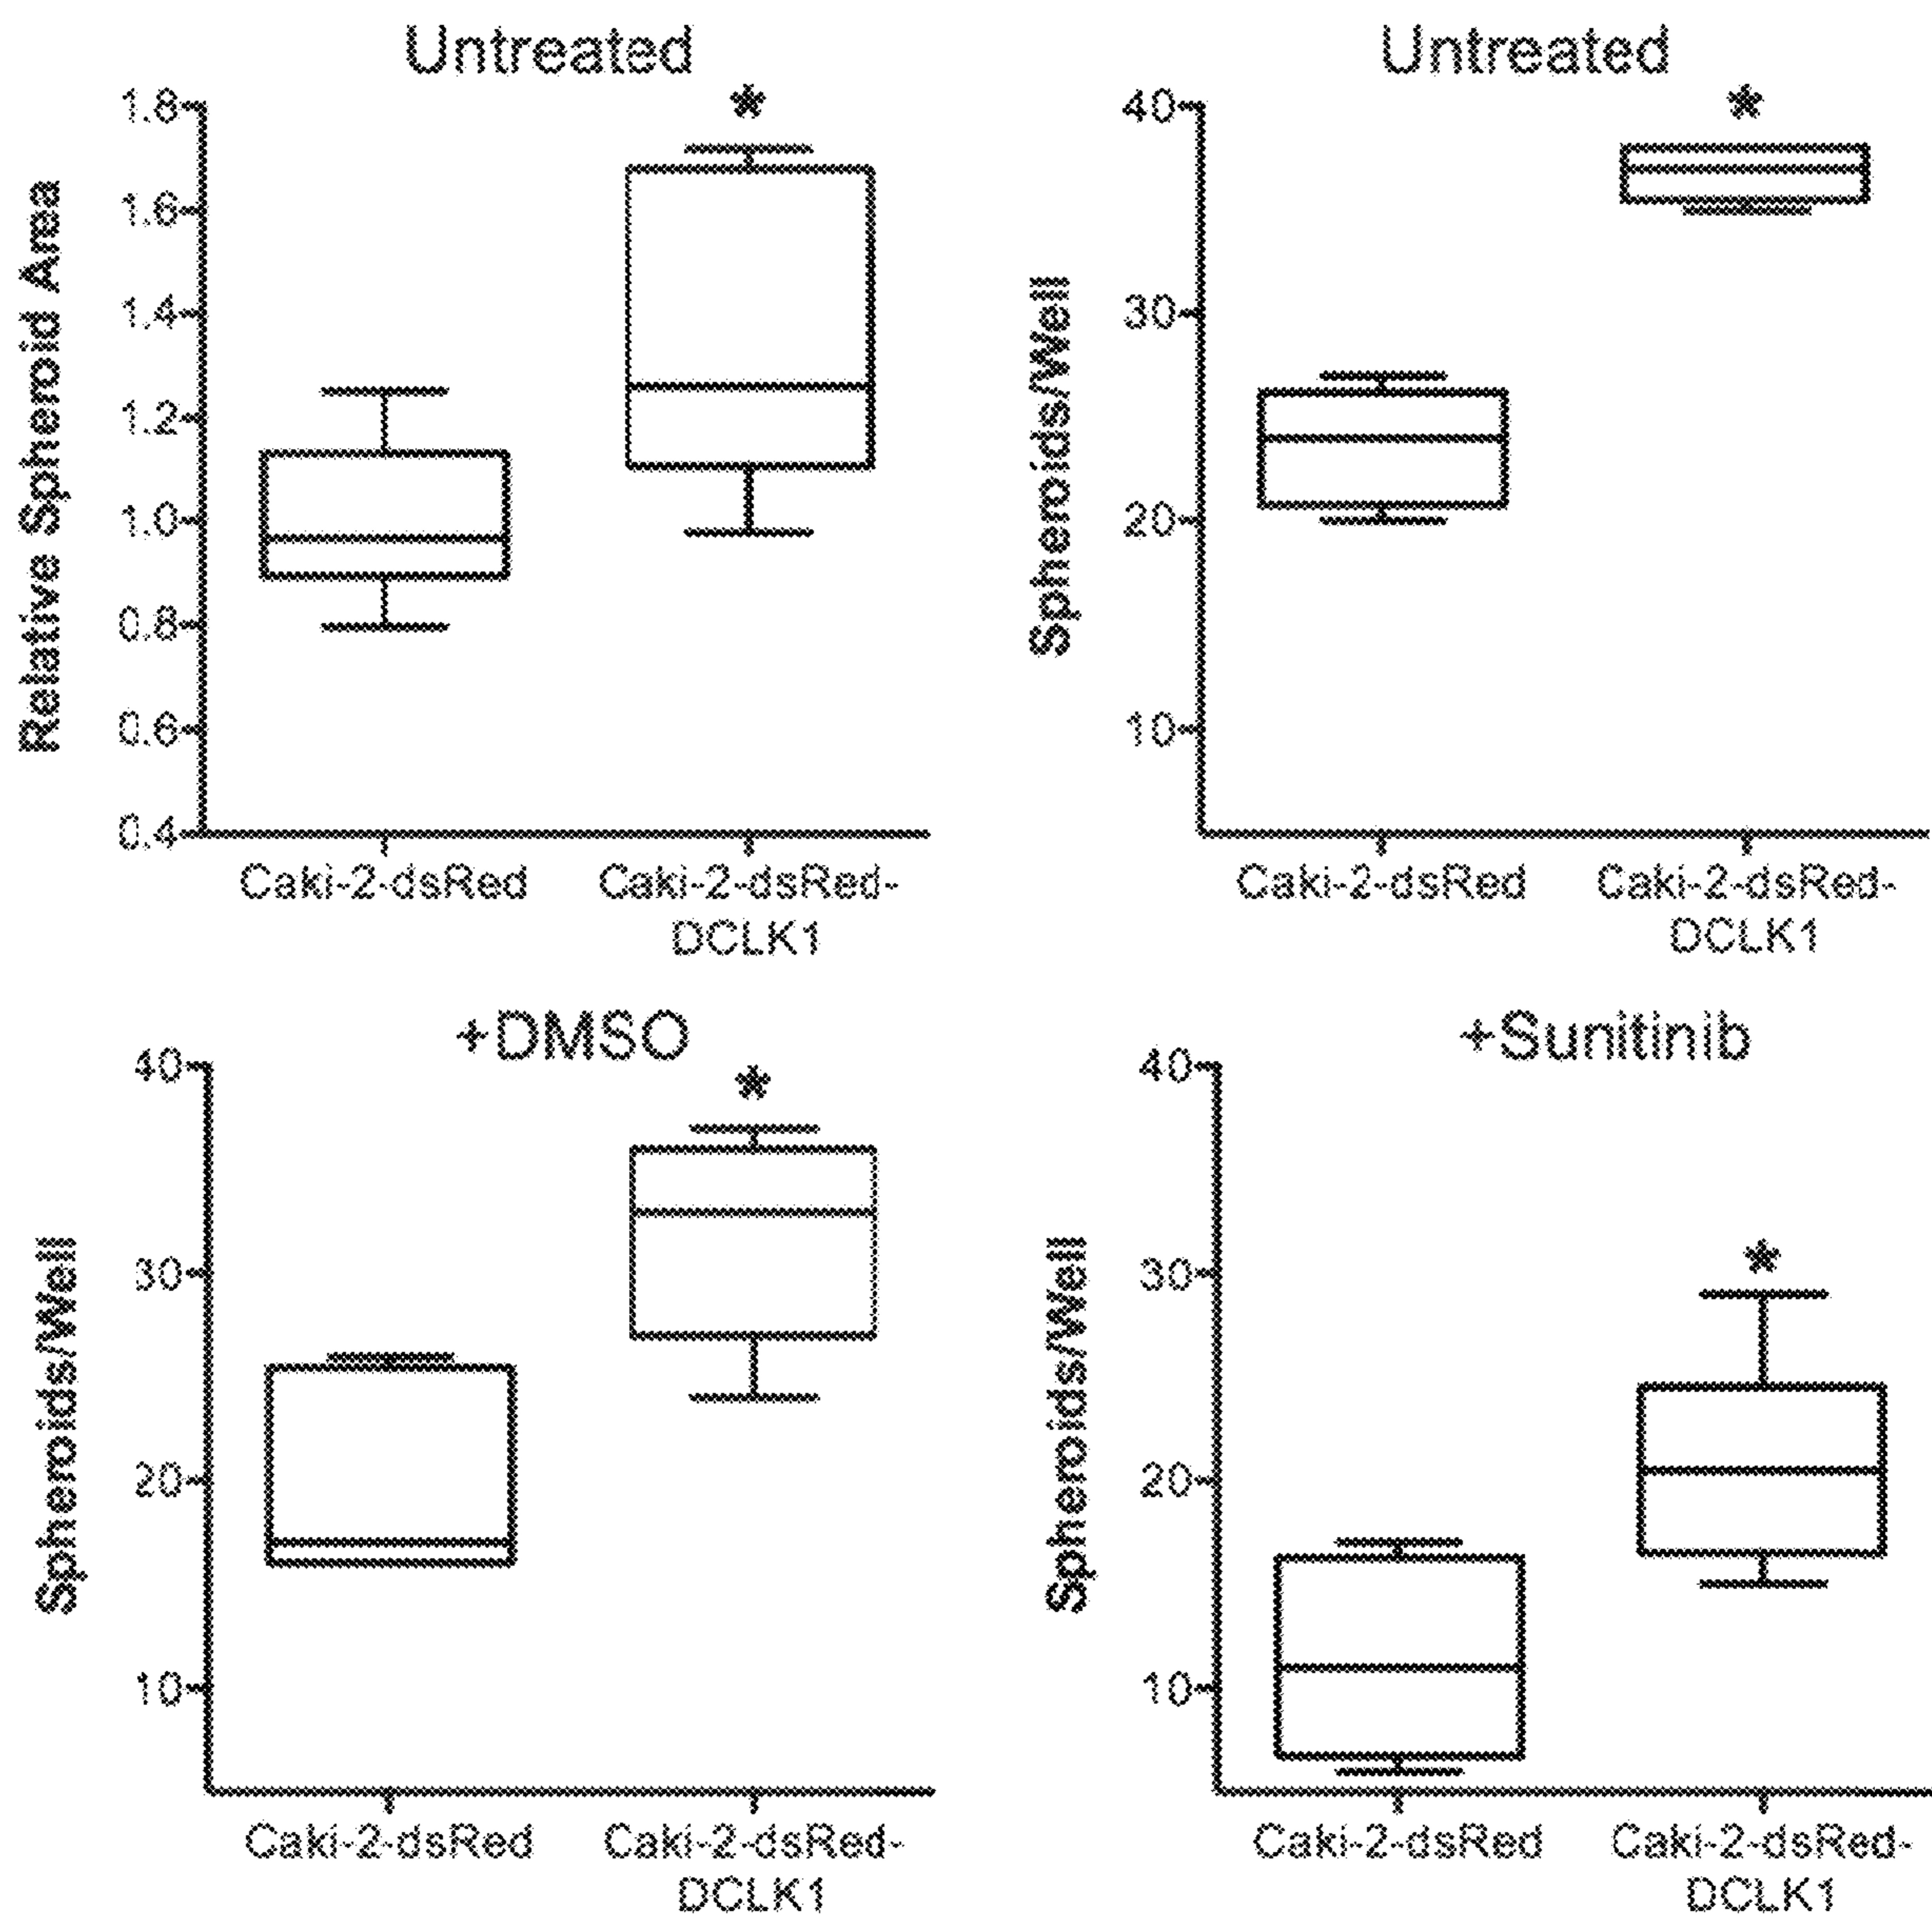 Untreated
*
1.8
1.6
1.4
1.2
1.0
0.8
0.6
0.4
Relative Spheroid Area
Caki-2-dsRed
Caki-2-dsRed-
DCLK1
Untreated
*
40
30
20
10
Spheroids/Well
Caki-2-dsRed
Caki-2-dsRed-
DCLK1
+DMSO
*
40
30
20
10
Spheroids/Well
Caki-2-dsRed
Caki-2-dsRed-
DCLK1
+Sunitinib
*
40
30
20
10
Spheroids/Well
Caki-2-dsRed
Caki-2-dsRed-
DCLK1